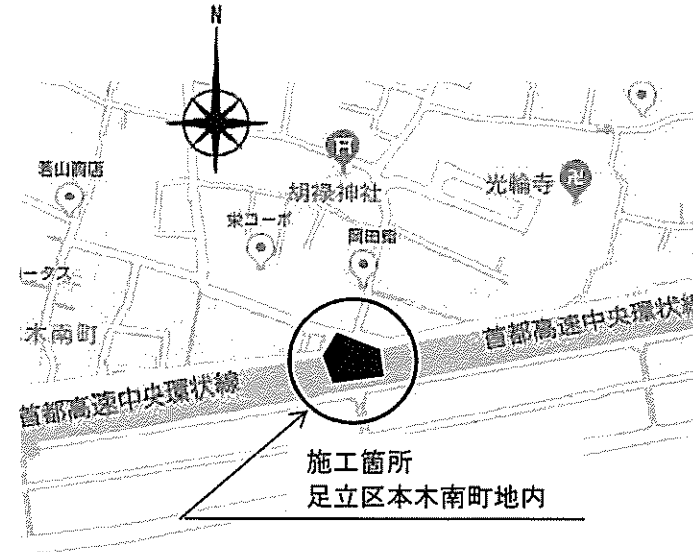 N
若山商店
胡禄神社
光輪寺
栄コーポ
岡田荘
ータス
木南町
首都高速中央環状線
首都高速中央環状線
施工箇所
足立区本木南町地内